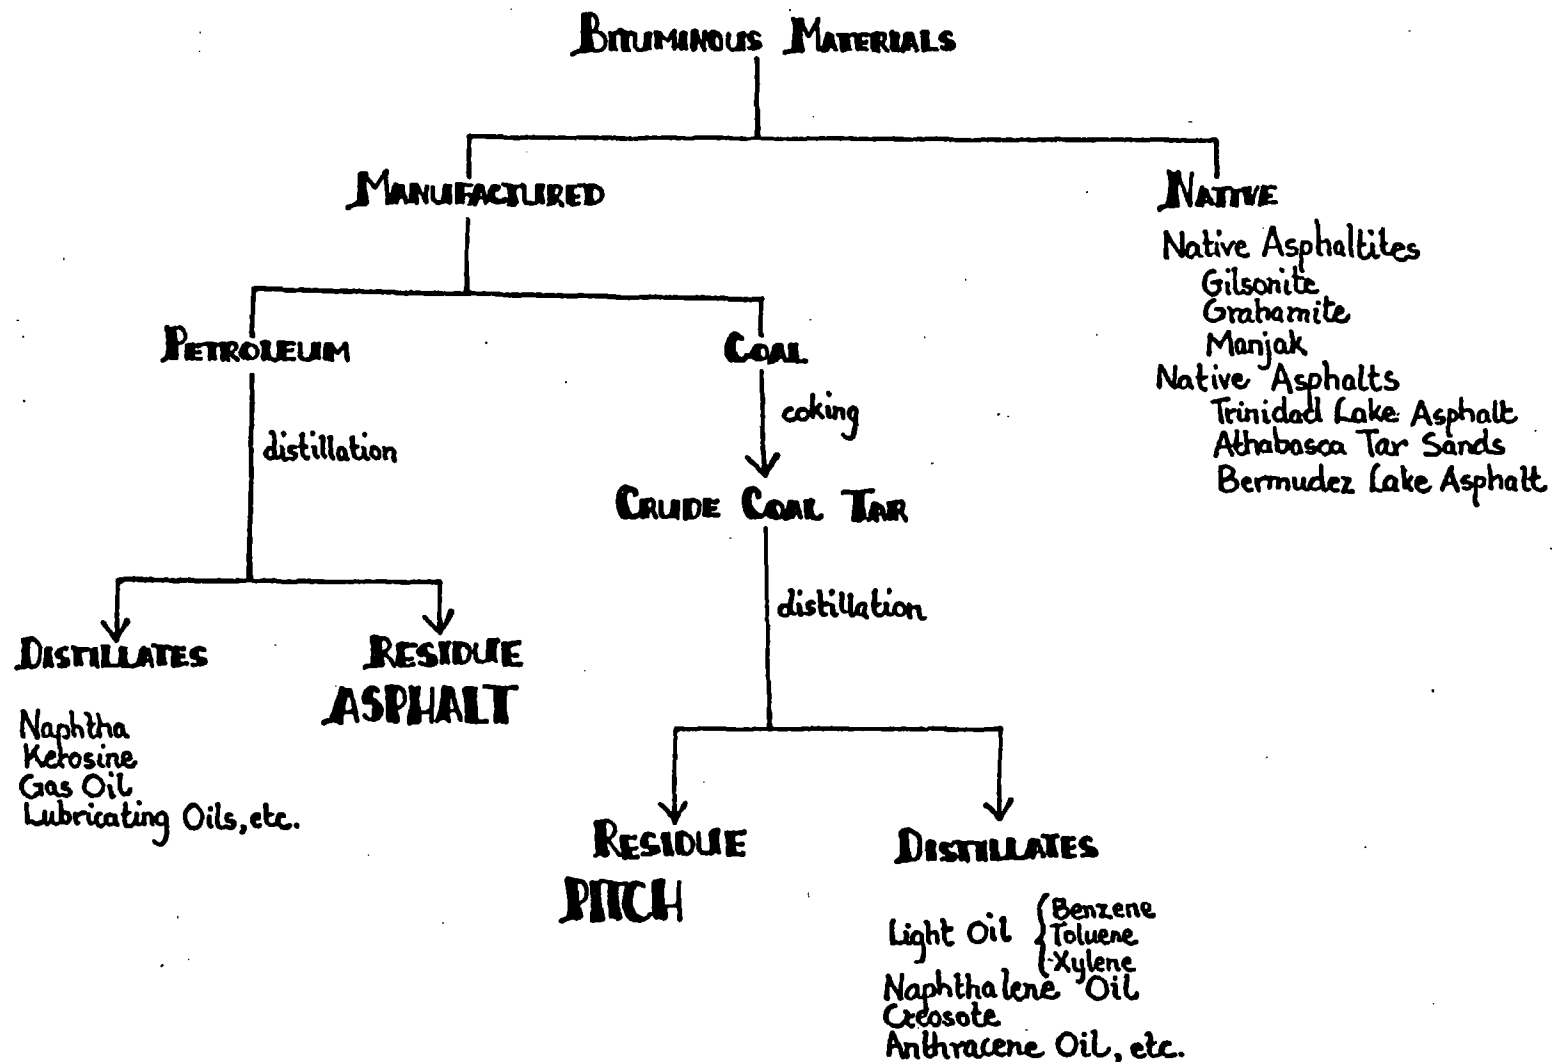 BITUMINOUS MATERIALS
MANUFACTURED
NATIVE
Native Asphaltites
Gilsonite
Grahamite
Manjak
Native Asphalts
Trinidad Lake Asphalt
Athabasca Tar Sands
Bermudez Lake Asphalt
PETROLEUM
COAL
coking
distillation
CRUDE COAL TAR
distillation
DISTILLATES
Naphtha
Kerosine
Gas Oil
Lubricating Oils, etc.
RESIDUE
ASPHALT
RESIDUE
PITCH
DISTILLATES
Light Oil { Benzene
Toluene
Xylene
Naphthalene Oil
Creosote
Anthracene Oil, etc.